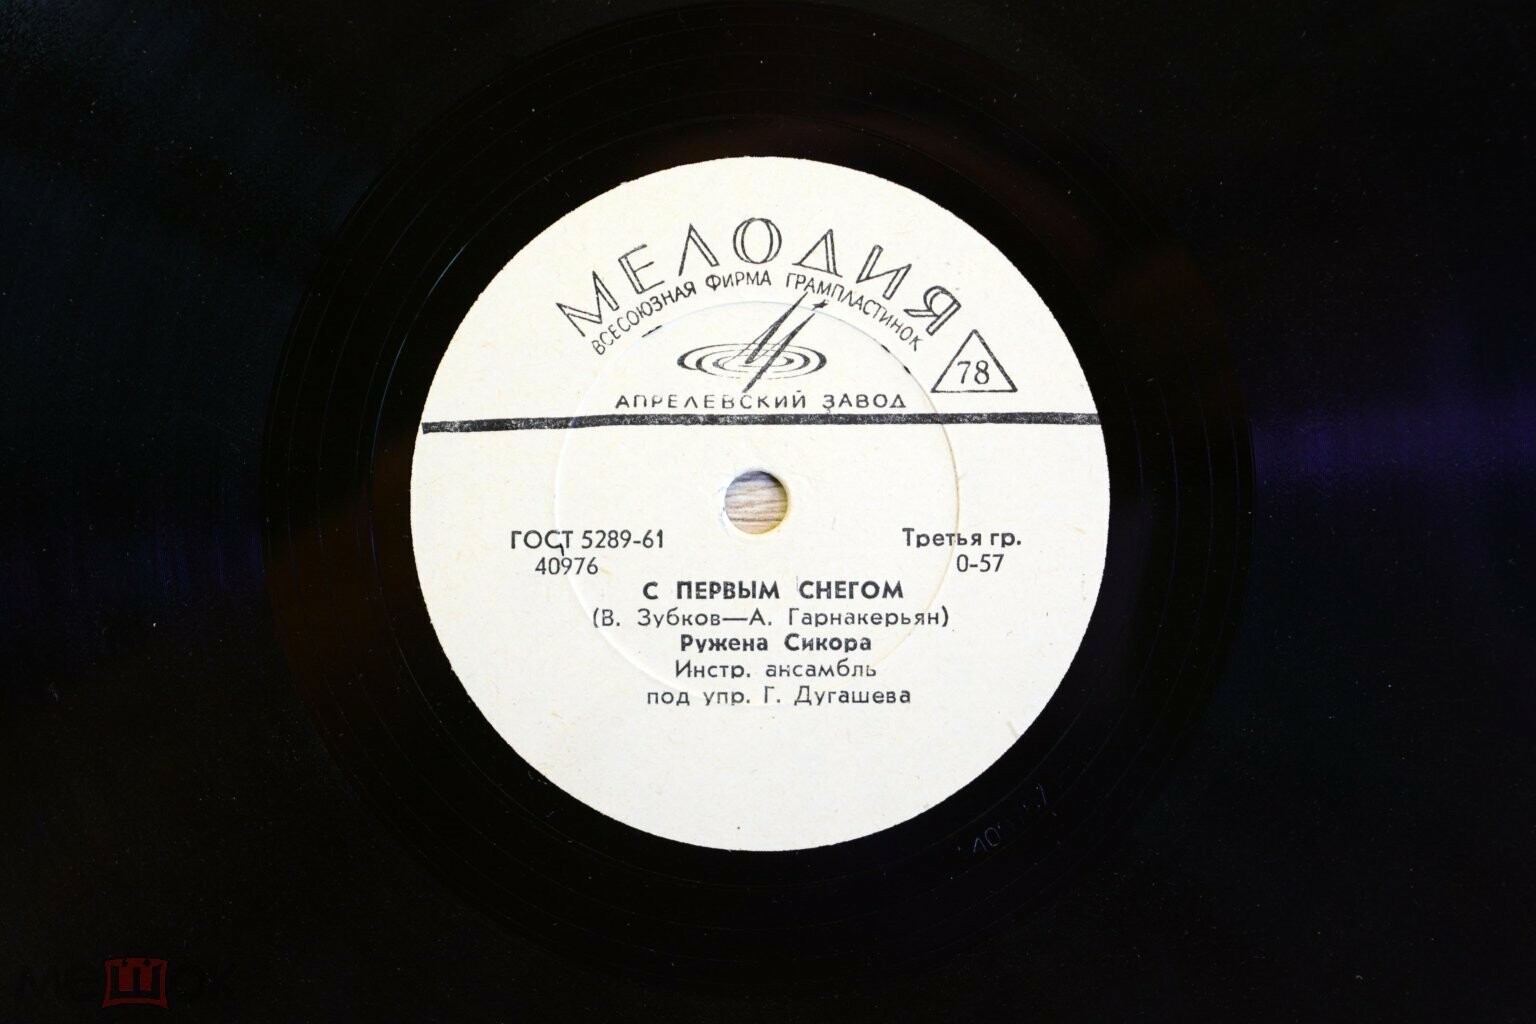 МЕЛОДИЯ
ВСЕСОЮЗНАЯ ФИРМА ГРАМПЛАСТИНОК
78
АПРЕЛЕВСКИЙ ЗАВОД
ГОСТ 5289-61
Третья гр.
40976
0-57
С ПЕРВЫМ СНЕГОМ
(В. Зубков—А. Гарнакерьян)
Ружена Сикора
Инстр. ансамбль
под упр. Г. Дугашева
мешок